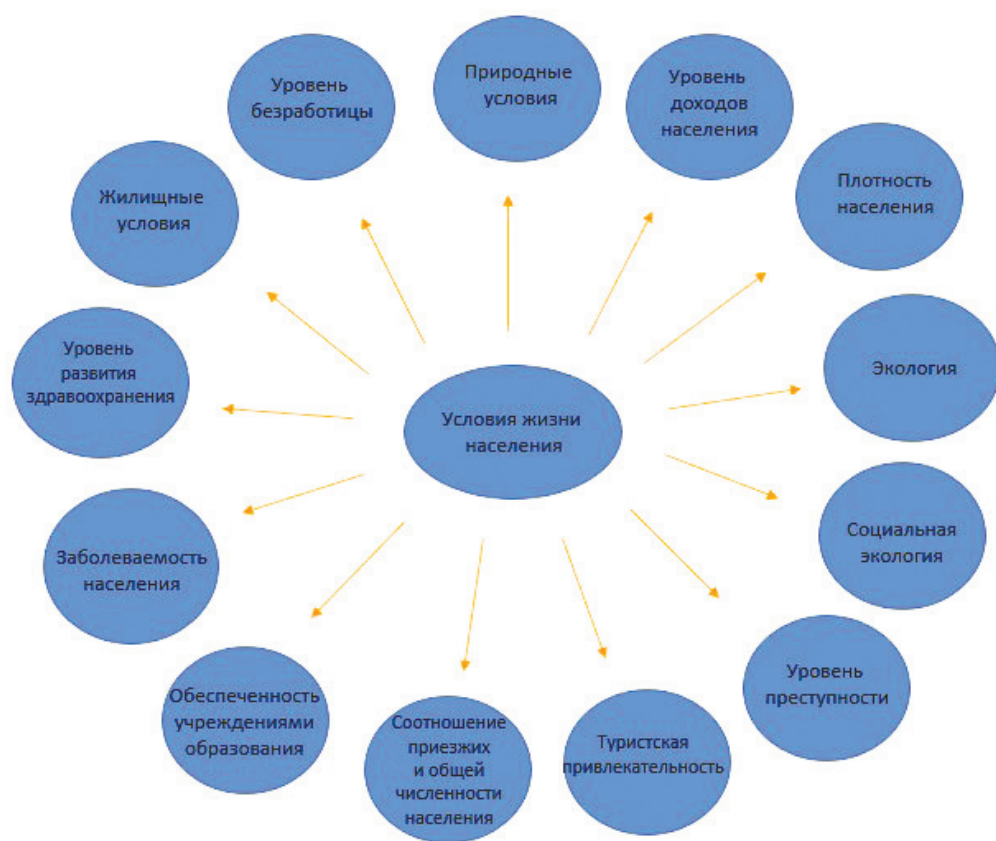 Природные
условия
Уровень
доходов
населения
Плотность
населения
Экология
Социальная
экология
Уровень
преступности
Туристская
привлекательность
Соотношение
приезжих
и общей
численности
населения
Обеспеченность
учреждениями
образования
Заболеваемость
населения
Уровень
развития
здравоохранения
Жилищные
условия
Уровень
безработицы
Условия жизни
населения